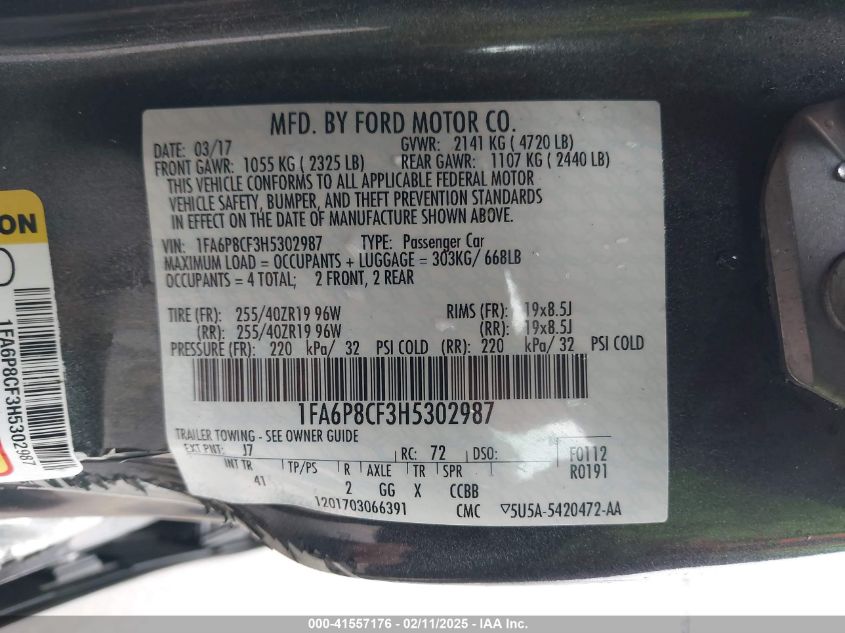 MFD. BY FORD MOTOR CO.
DATE: 03/17 GVWR: 2141 KG ( 4720 LB)
FRONT GAWR: 1055 KG ( 2325 LB) REAR GAWR: 1107 KG ( 2440 LB)
THIS VEHICLE CONFORMS TO ALL APPLICABLE FEDERAL MOTOR
VEHICLE SAFETY, BUMPER, AND THEFT PREVENTION STANDARDS
IN EFFECT ON THE DATE OF MANUFACTURE SHOWN ABOVE.
VIN: 1FA6P8CF3H5302987 TYPE: Passenger Car
MAXIMUM LOAD = OCCUPANTS + LUGGAGE = 303KG/ 668LB
OCCUPANTS = 4 TOTAL; 2 FRONT, 2 REAR
TIRE (FR): 255/40ZR19 96W RIMS (FR): 19x8.5J
(RR): 255/40ZR19 96W (RR): 19x8.5J
PRESSURE (FR): 220 kPa/ 32 PSI COLD (RR): 220 kPa/ 32 PSI COLD
1FA6P8CF3H5302987
TRAILER TOWING - SEE OWNER GUIDE
EXT PNT: J7 RC: 72 DSO: F0112
R0191
INT TR TP/PS R AXLE TR SPR
41 2 GG X CCBB
1201703066391 CMC ▽5U5A-5420472-AA
ON
1FA6P8CF3H5302987
000-41557176 - 02/11/2025 - IAA Inc.